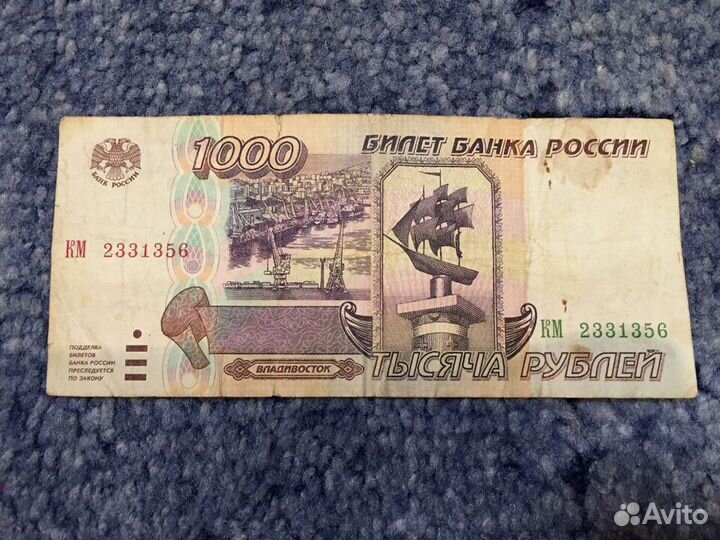 1000
БИЛЕТ БАНКА РОССИИ
БАНК РОССИИ
КМ 2331356
КМ 2331356
ПОДДЕЛКА
БИЛЕТОВ
БАНКА РОССИИ
ПРЕСЛЕДУЕТСЯ
ПО ЗАКОНУ
ВЛАДИВОСТОК
ТЫСЯЧА РУБЛЕЙ
Avito